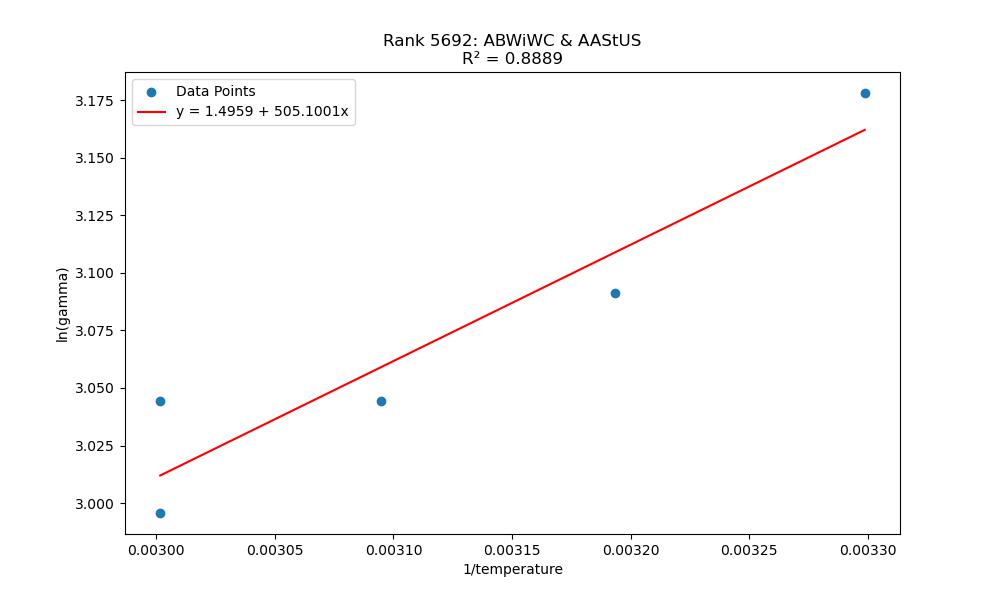 Rank 5692: ABWiWC & AAStUS
R² = 0.8889
Data Points
y = 1.4959 + 505.1001x
3.175
3.150
3.125
3.100
3.075
3.050
3.025
3.000
ln(gamma)
0.00300
0.00305
0.00310
0.00315
0.00320
0.00325
0.00330
1/temperature